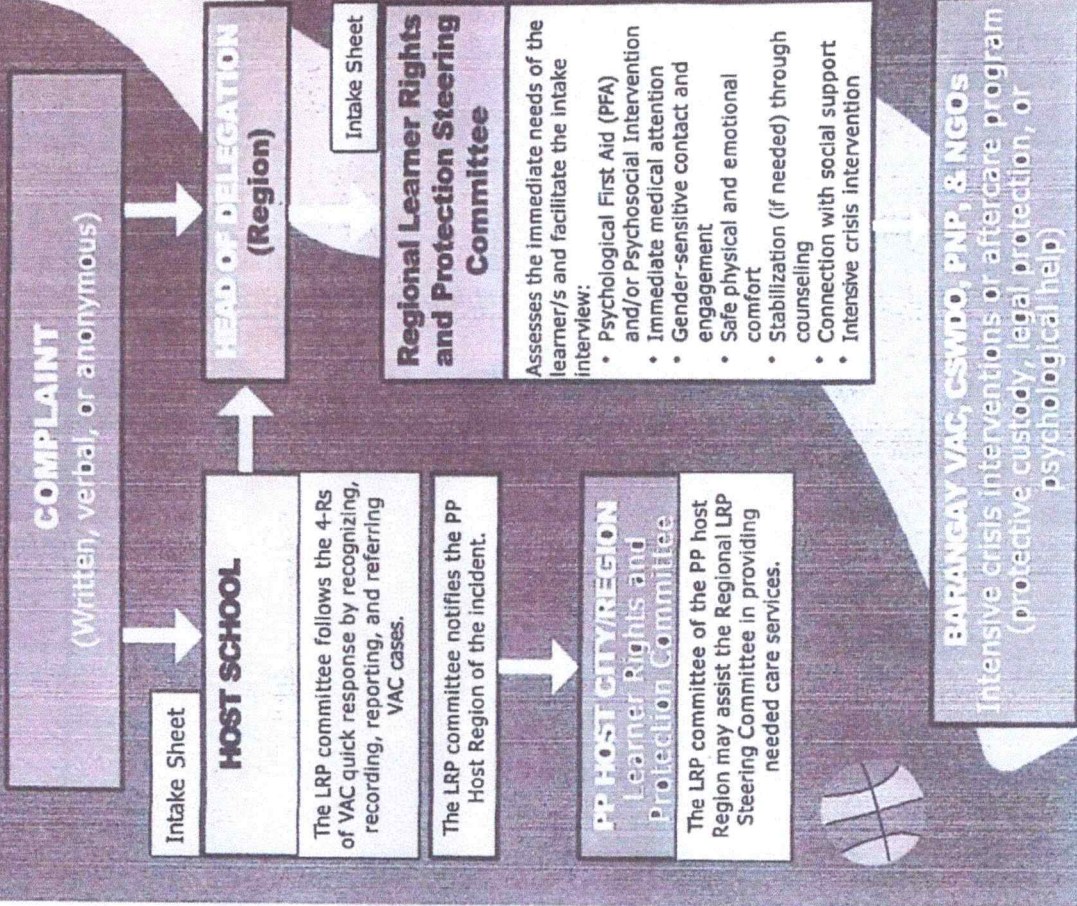 COMPLAINT
(Written, verbal, or anonymous)
Intake Sheet
HOST SCHOOL
The LRP committee follows the 4-Rs
of VAC quick response by recognizing,
recording, reporting, and referring
VAC cases.
The LRP committee notifies the PP
Host Region of the incident.
PP HOST CITY/REGION
Learner Rights and
Protection Committee
The LRP committee of the PP host
Region may assist the Regional LRP
Steering Committee in providing
needed care services.
HEAD OF DELEGATION
(Region)
Intake Sheet
Regional Learner Rights
and Protection Steering
Committee
Assesses the immediate needs of the
learner/s and facilitate the intake
interview:
• Psychological First Aid (PFA)
and/or Psychosocial Intervention
• Immediate medical attention
• Gender-sensitive contact and
engagement
• Safe physical and emotional
comfort
• Stabilization (if needed) through
counseling
• Connection with social support
• Intensive crisis intervention
BARANGAY VAC, CSWDO, PNP, & NGOs
Intensive crisis interventions or aftercare program
(protective custody, legal protection, or
psychological help)